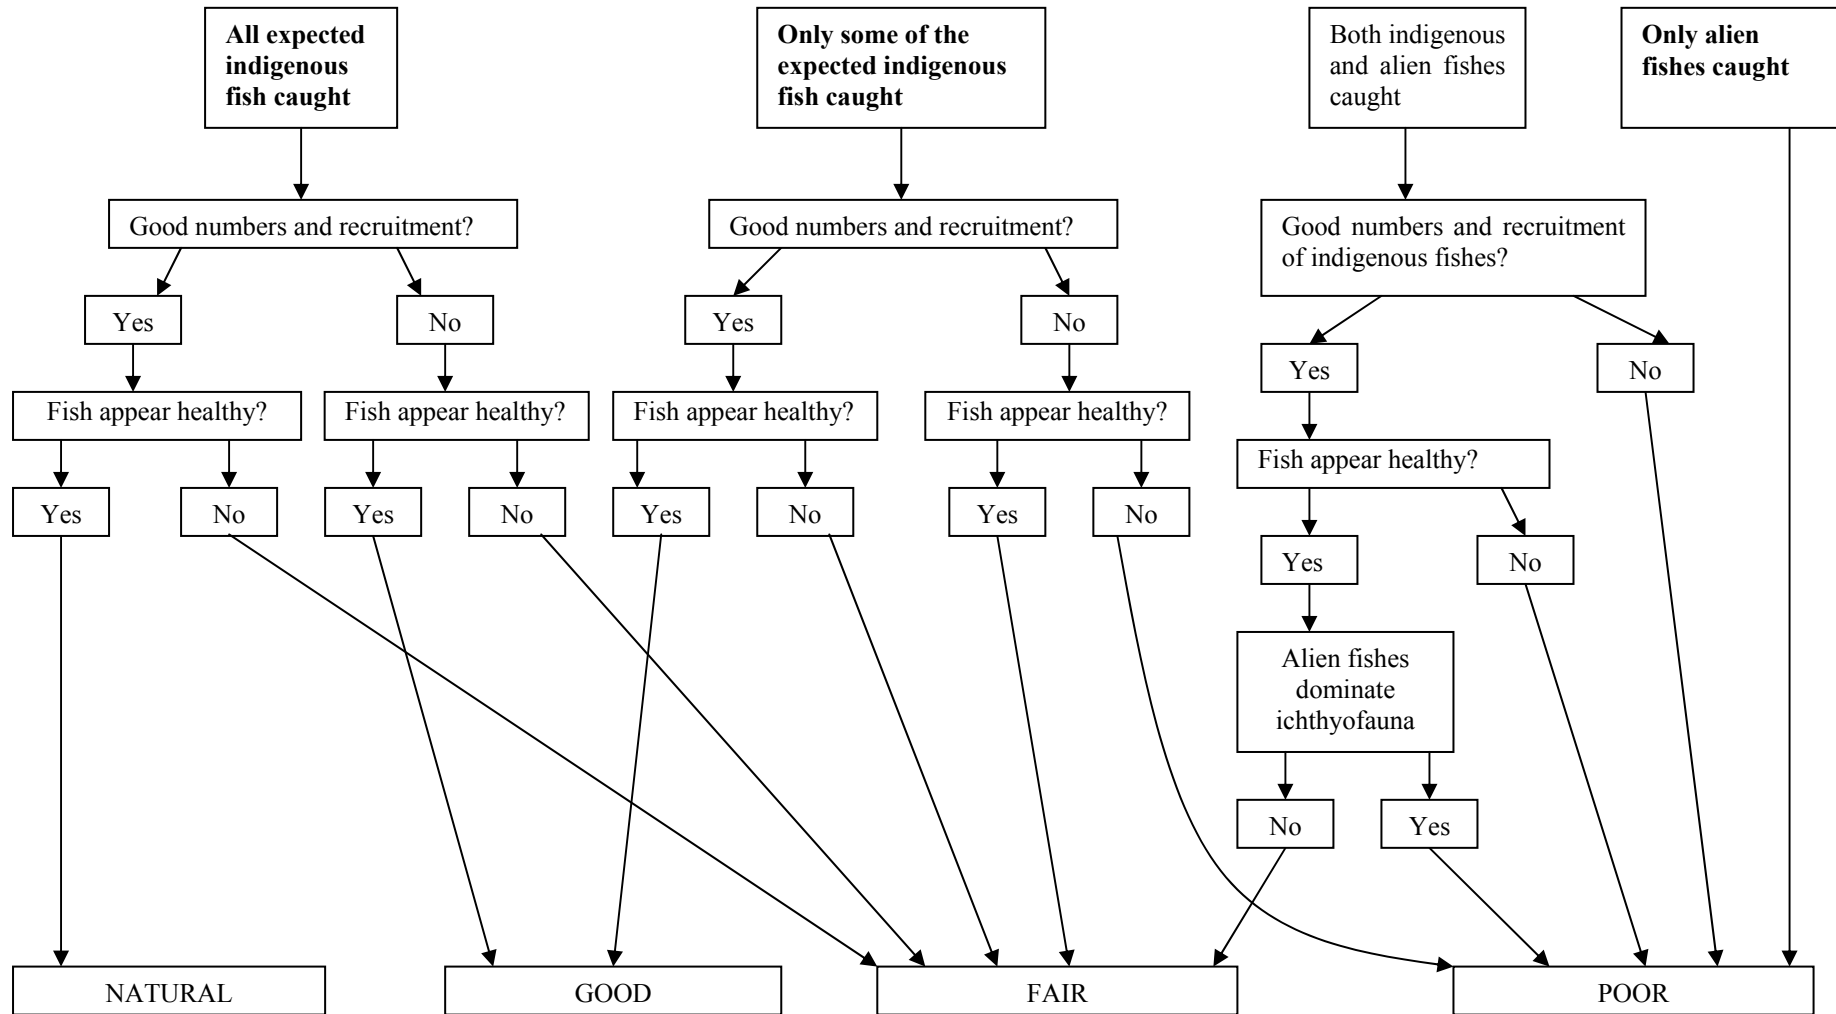 All expected
indigenous
fish caught
Only some of the
expected indigenous
fish caught
Both indigenous
and alien fishes
caught
Only alien
fishes caught
Good numbers and recruitment?
Good numbers and recruitment?
Good numbers and recruitment
of indigenous fishes?
Yes
No
Yes
No
Yes
No
Fish appear healthy?
Fish appear healthy?
Fish appear healthy?
Fish appear healthy?
Fish appear healthy?
Yes
No
Yes
No
Yes
No
Yes
No
Yes
No
Alien fishes
dominate
ichthyofauna
No
Yes
NATURAL
GOOD
FAIR
POOR